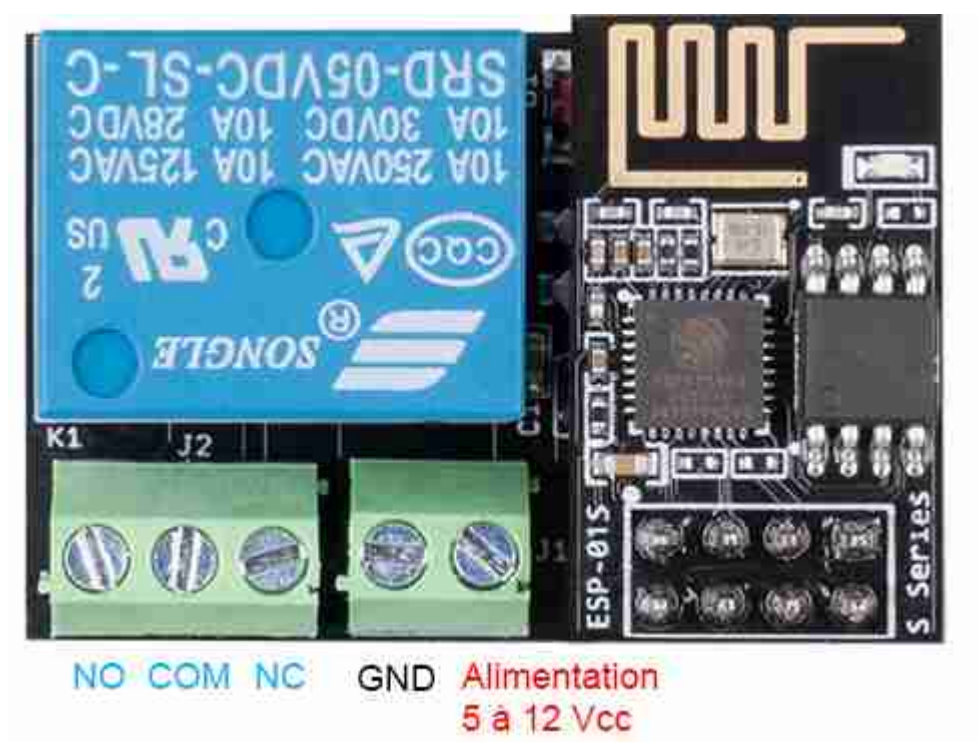 SRD-05VDC-SL-C
10A 30VDC 10A 28VDC
10A 250VAC 10A 125VAC
CQC
C US
2
SONGLE
®
K1
J2
J1
ESP-01S
S Series
NO COM NC
GND
Alimentation
5 à 12 Vcc